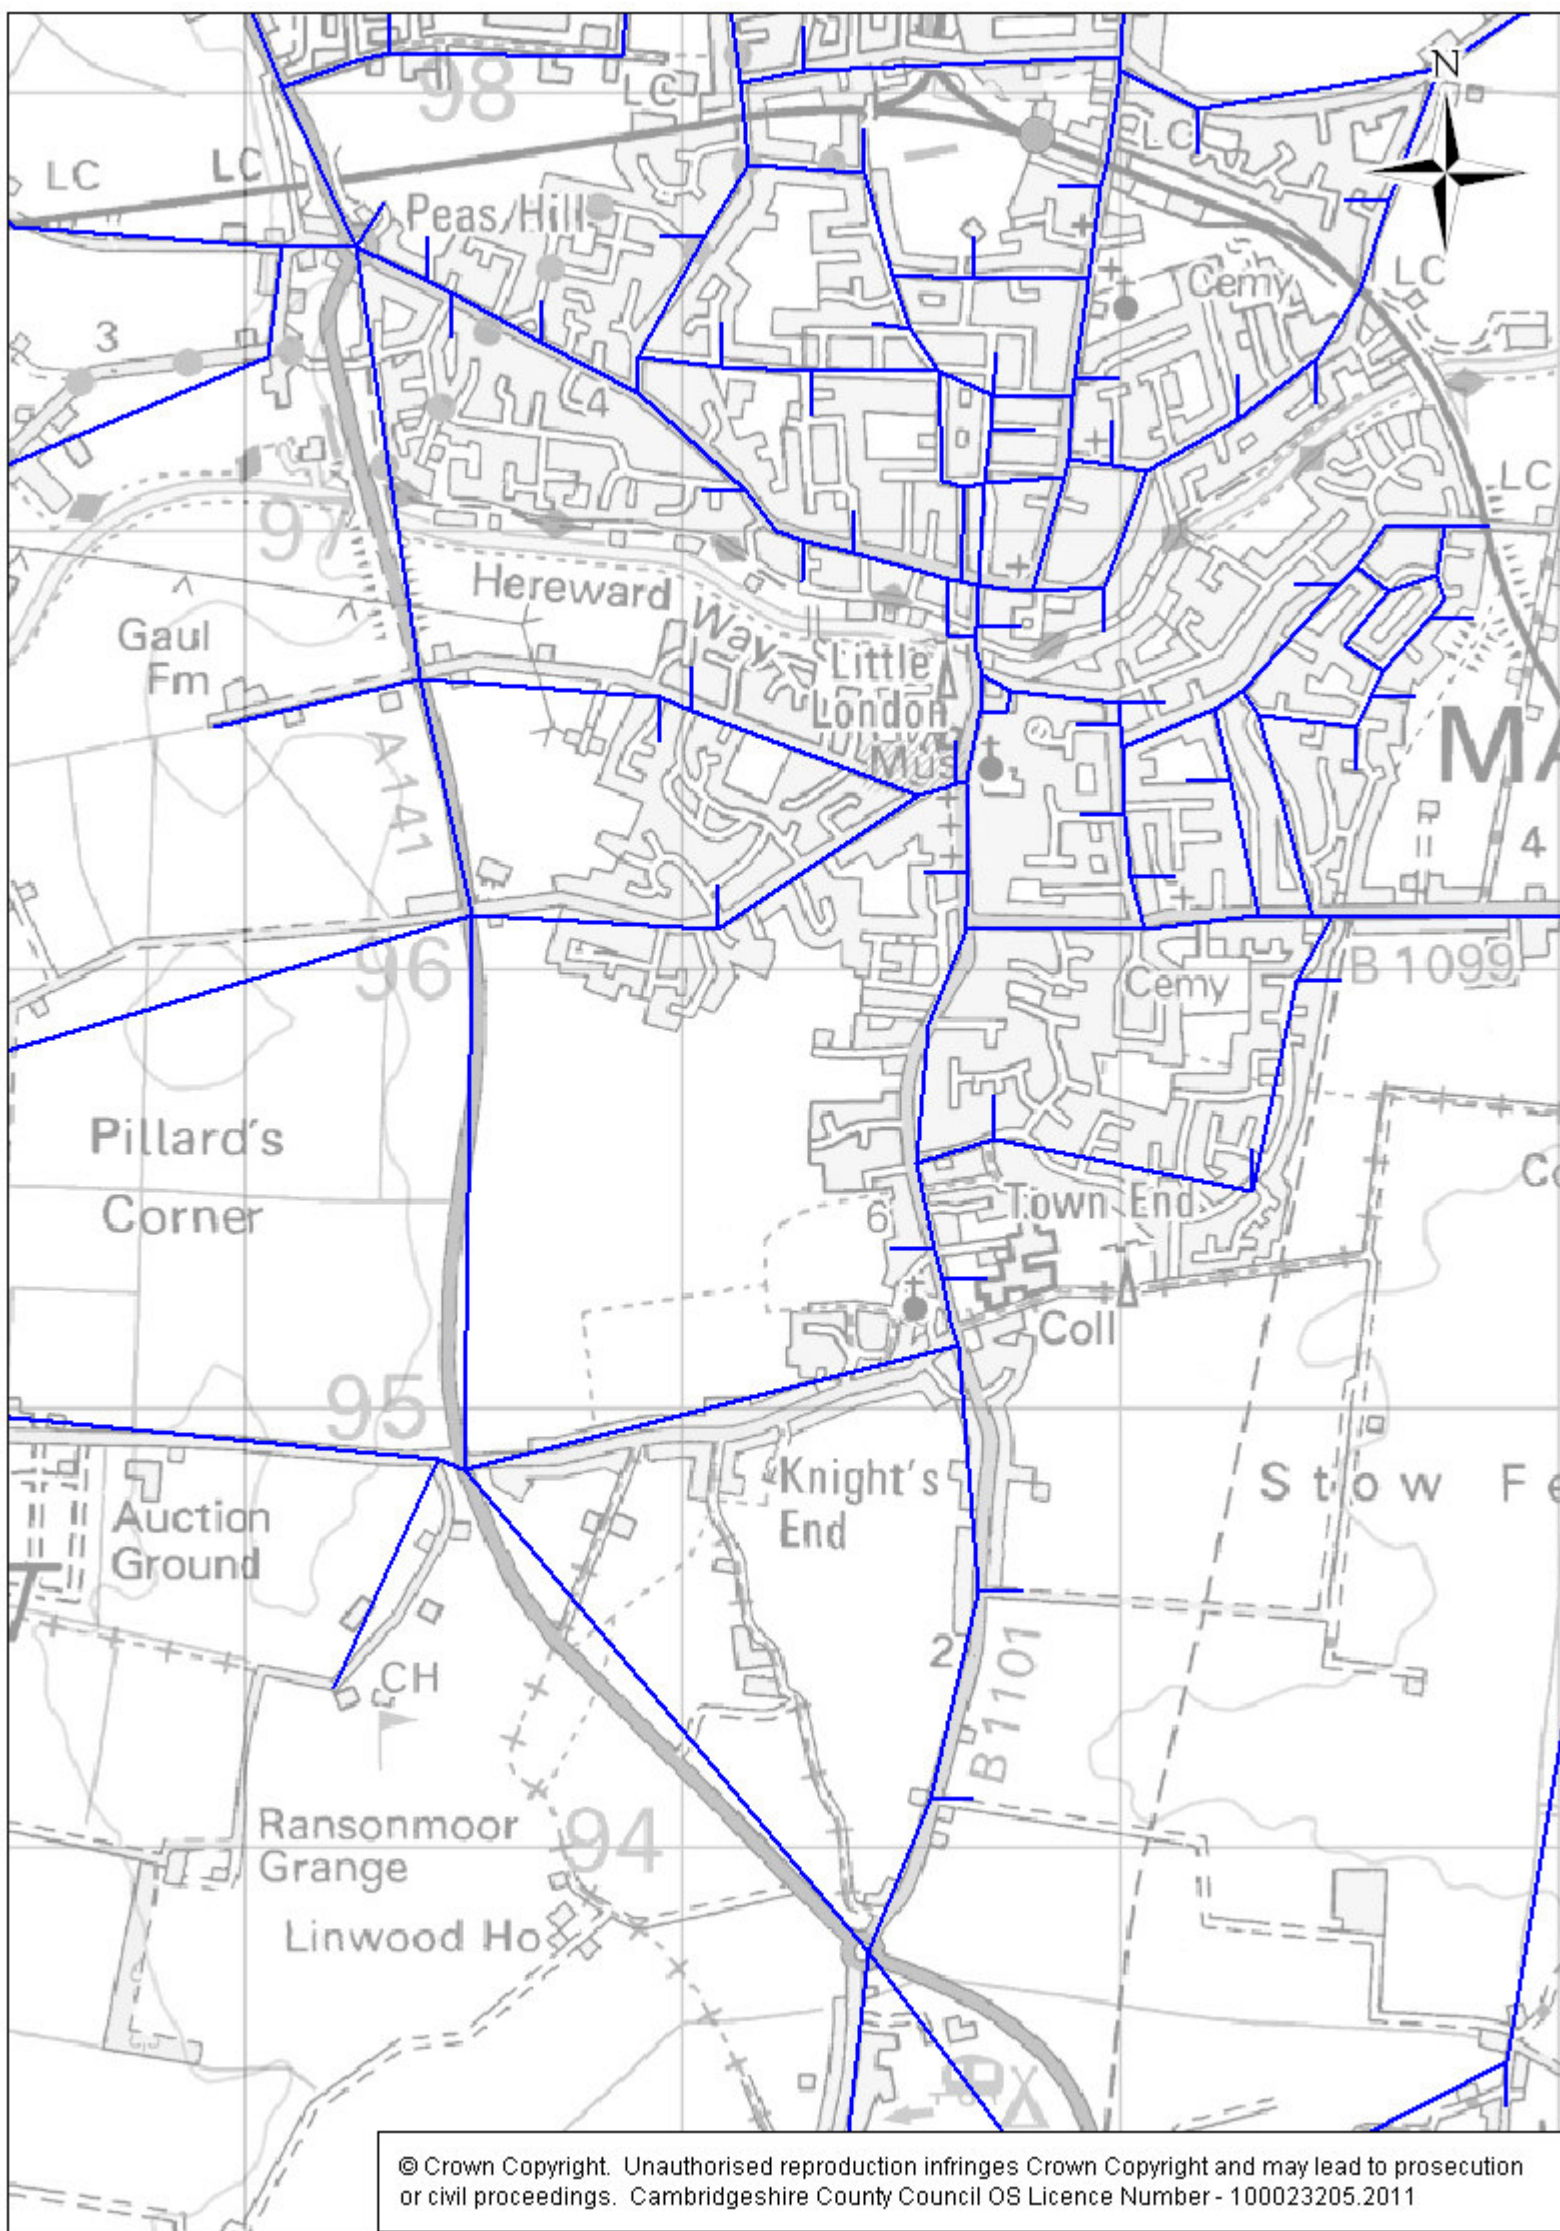 N
98
LC
LC
LC
LC
Peas Hill
Cemy
LC
3
4
LC
97
Hereward Way
Gaul
Fm
Little
London
Mus
MA
A 141
4
96
B 1099
Cemy
Pillard's
Corner
Town End
6
Coll
95
Knight's
End
Stow Fe
Auction
Ground
CH
2
B1101
Ransonmoor
Grange
94
Linwood Ho
© Crown Copyright. Unauthorised reproduction infringes Crown Copyright and may lead to prosecution
or civil proceedings. Cambridgeshire County Council OS Licence Number - 100023205.2011